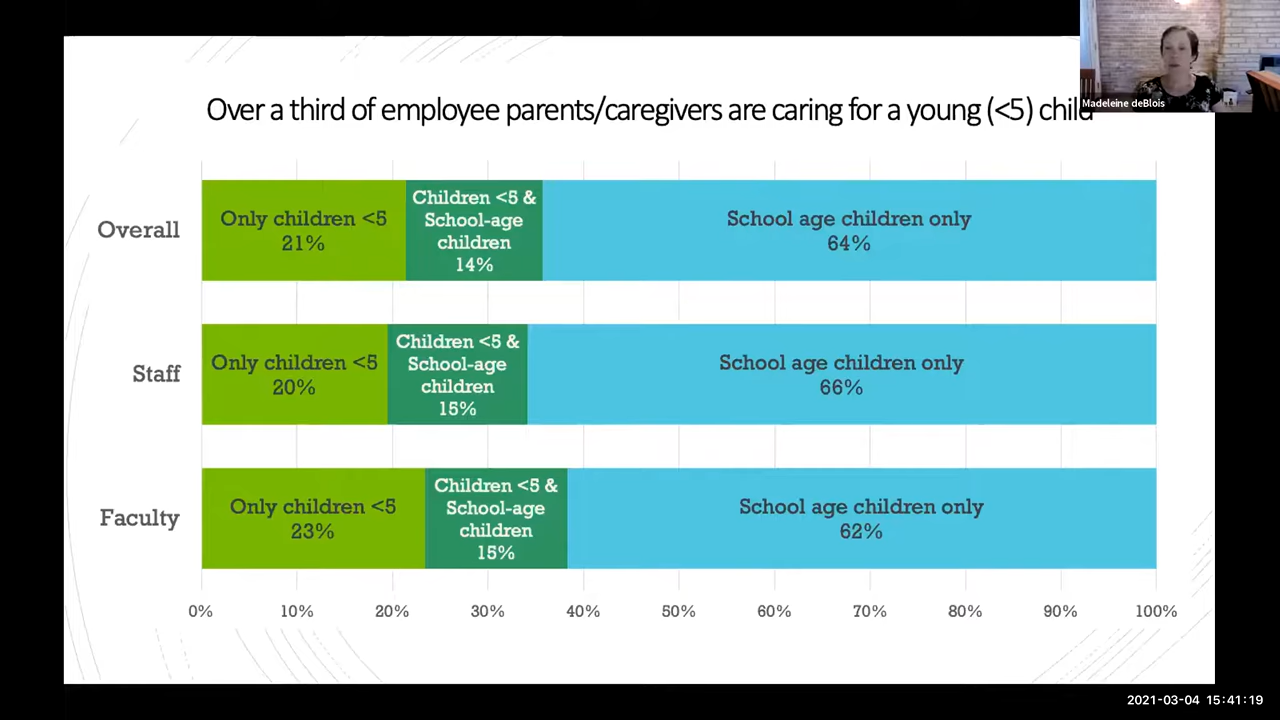 Madeleine deBlois
Over a third of employee parents/caregivers are caring for a young (<5) child
Overall
Only children <5
21%
Children <5 &
School-age
children
14%
School age children only
64%
Staff
Only children <5
20%
Children <5 &
School-age
children
15%
School age children only
66%
Faculty
Only children <5
23%
Children <5 &
School-age
children
15%
School age children only
62%
0% 10% 20% 30% 40% 50% 60% 70% 80% 90% 100%
2021-03-04 15:41:19